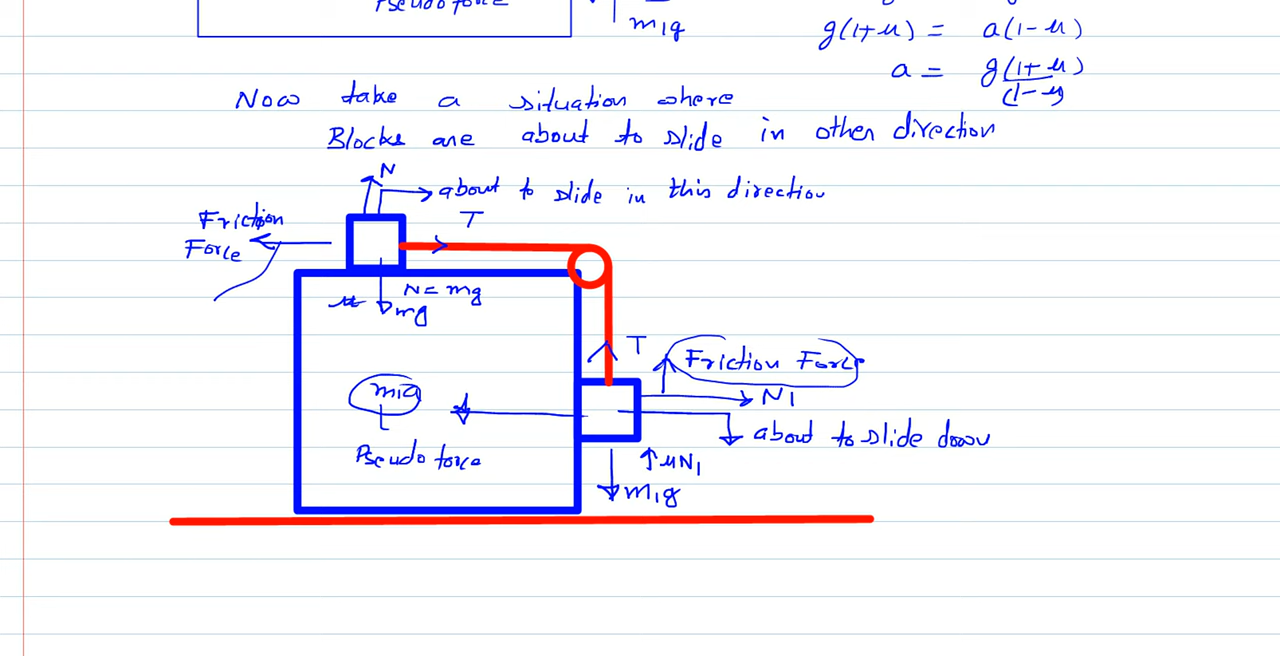 Pseudo force
m1g
g(1+μ) = a(1-μ)
a = g(1+μ)/(1-μ)
Now take a situation where
Blocks are about to slide in other direction
N
about to slide in this direction
Friction
Force
T
N = mg
μ
mg
T
Friction Force
N1
m1a
about to slide down
Pseudo force
↑μN1
m1g